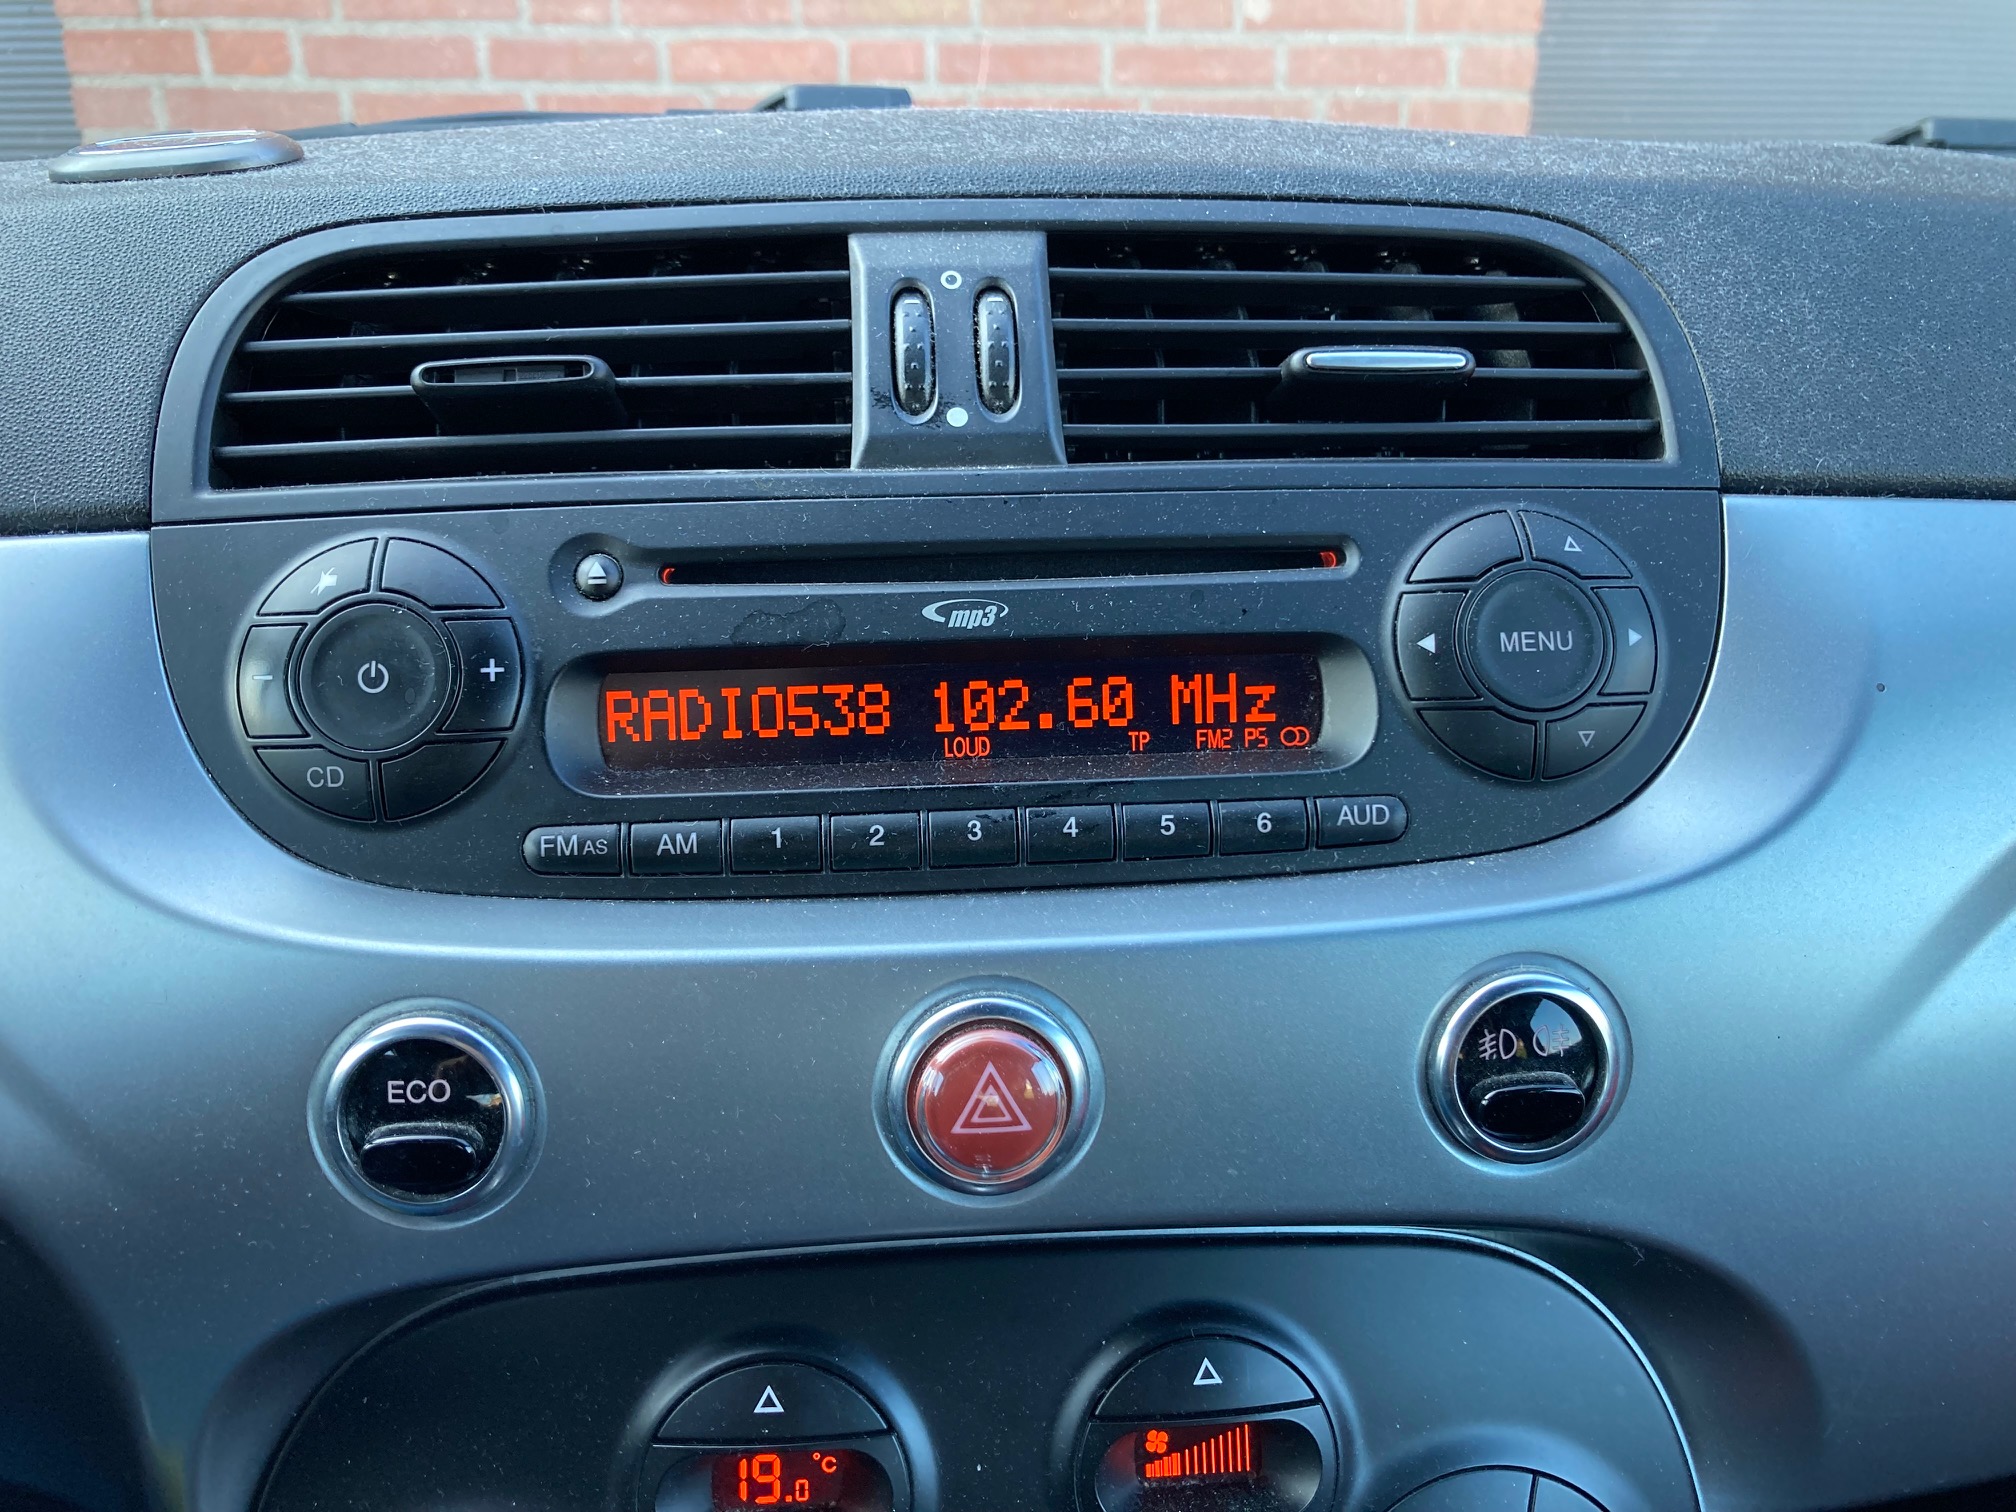 mp3
MENU
RADIO538 102.60 MHz
LOUD TP FM2 PS
CD
FM AS AM 1 2 3 4 5 6 AUD
ECO
19.0 °C